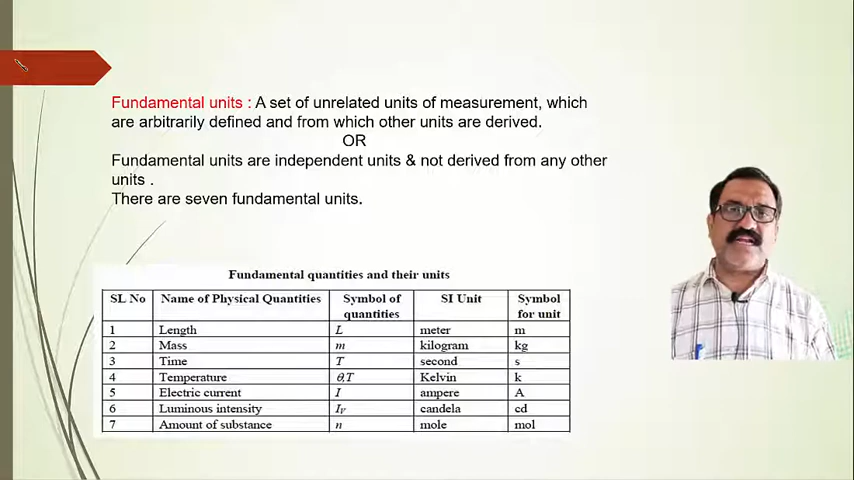 Fundamental units : A set of unrelated units of measurement, which
are arbitrarily defined and from which other units are derived.
OR
Fundamental units are independent units & not derived from any other
units .
There are seven fundamental units.
Fundamental quantities and their units
SL No Name of Physical Quantities Symbol of quantities SI Unit Symbol for unit
1 Length L meter m
2 Mass m kilogram kg
3 Time T second s
4 Temperature θ,T Kelvin k
5 Electric current I ampere A
6 Luminous intensity Iv candela cd
7 Amount of substance n mole mol